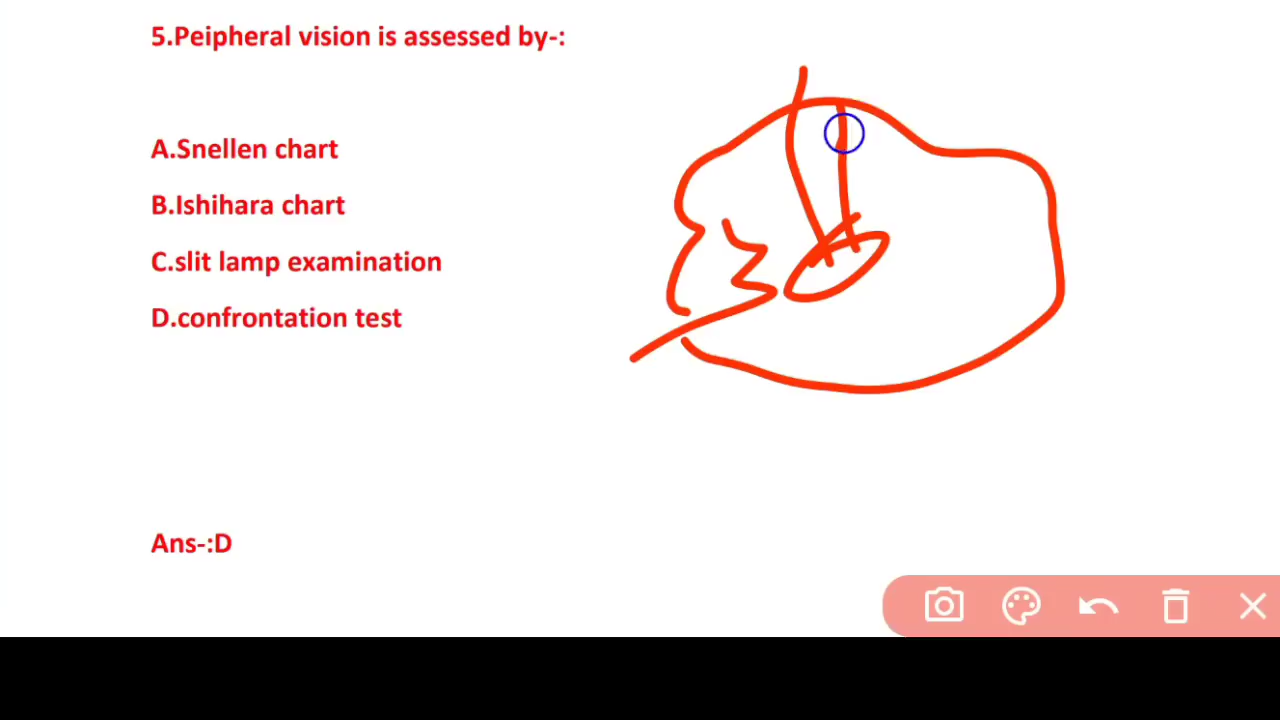 5.Peipheral vision is assessed by-:
A.Snellen chart
B.Ishihara chart
C.slit lamp examination
D.confrontation test
Ans-:D